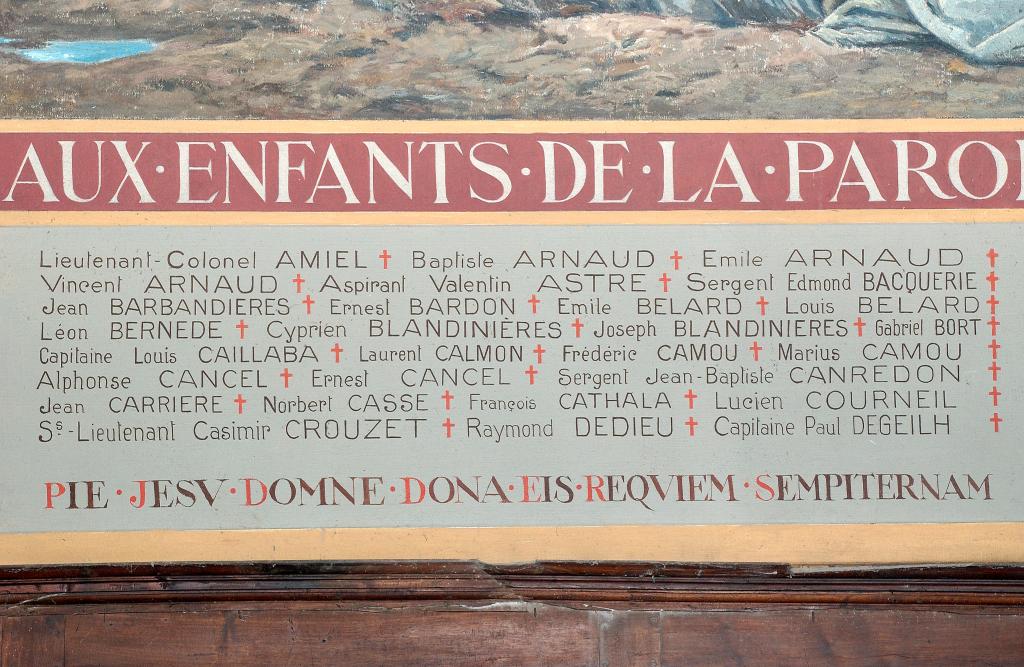 AUX·ENFANTS·DE·LA·PARO
Lieutenant-Colonel AMIEL ✝ Baptiste ARNAUD ✝ Emile ARNAUD ✝
Vincent ARNAUD ✝ Aspirant Valentin ASTRE ✝ Sergent Edmond BACQUERIE ✝
Jean BARBANDIERES ✝ Ernest BARDON ✝ Emile BELARD ✝ Louis BELARD ✝
Léon BERNEDE ✝ Cyprien BLANDINIÈRES ✝ Joseph BLANDINIERES ✝ Gabriel BORT ✝
Capitaine Louis CAILLABA ✝ Laurent CALMON ✝ Frédéric CAMOU ✝ Marius CAMOU ✝
Alphonse CANCEL ✝ Ernest CANCEL ✝ Sergent Jean-Baptiste CANREDON ✝
Jean CARRIERE ✝ Norbert CASSE ✝ François CATHALA ✝ Lucien COURNEIL ✝
Ss-Lieutenant Casimir CROUZET ✝ Raymond DEDIEU ✝ Capitaine Paul DEGEILH ✝
PIE·JESV·DOMNE·DONA·EIS·REQVIEM·SEMPITERNAM